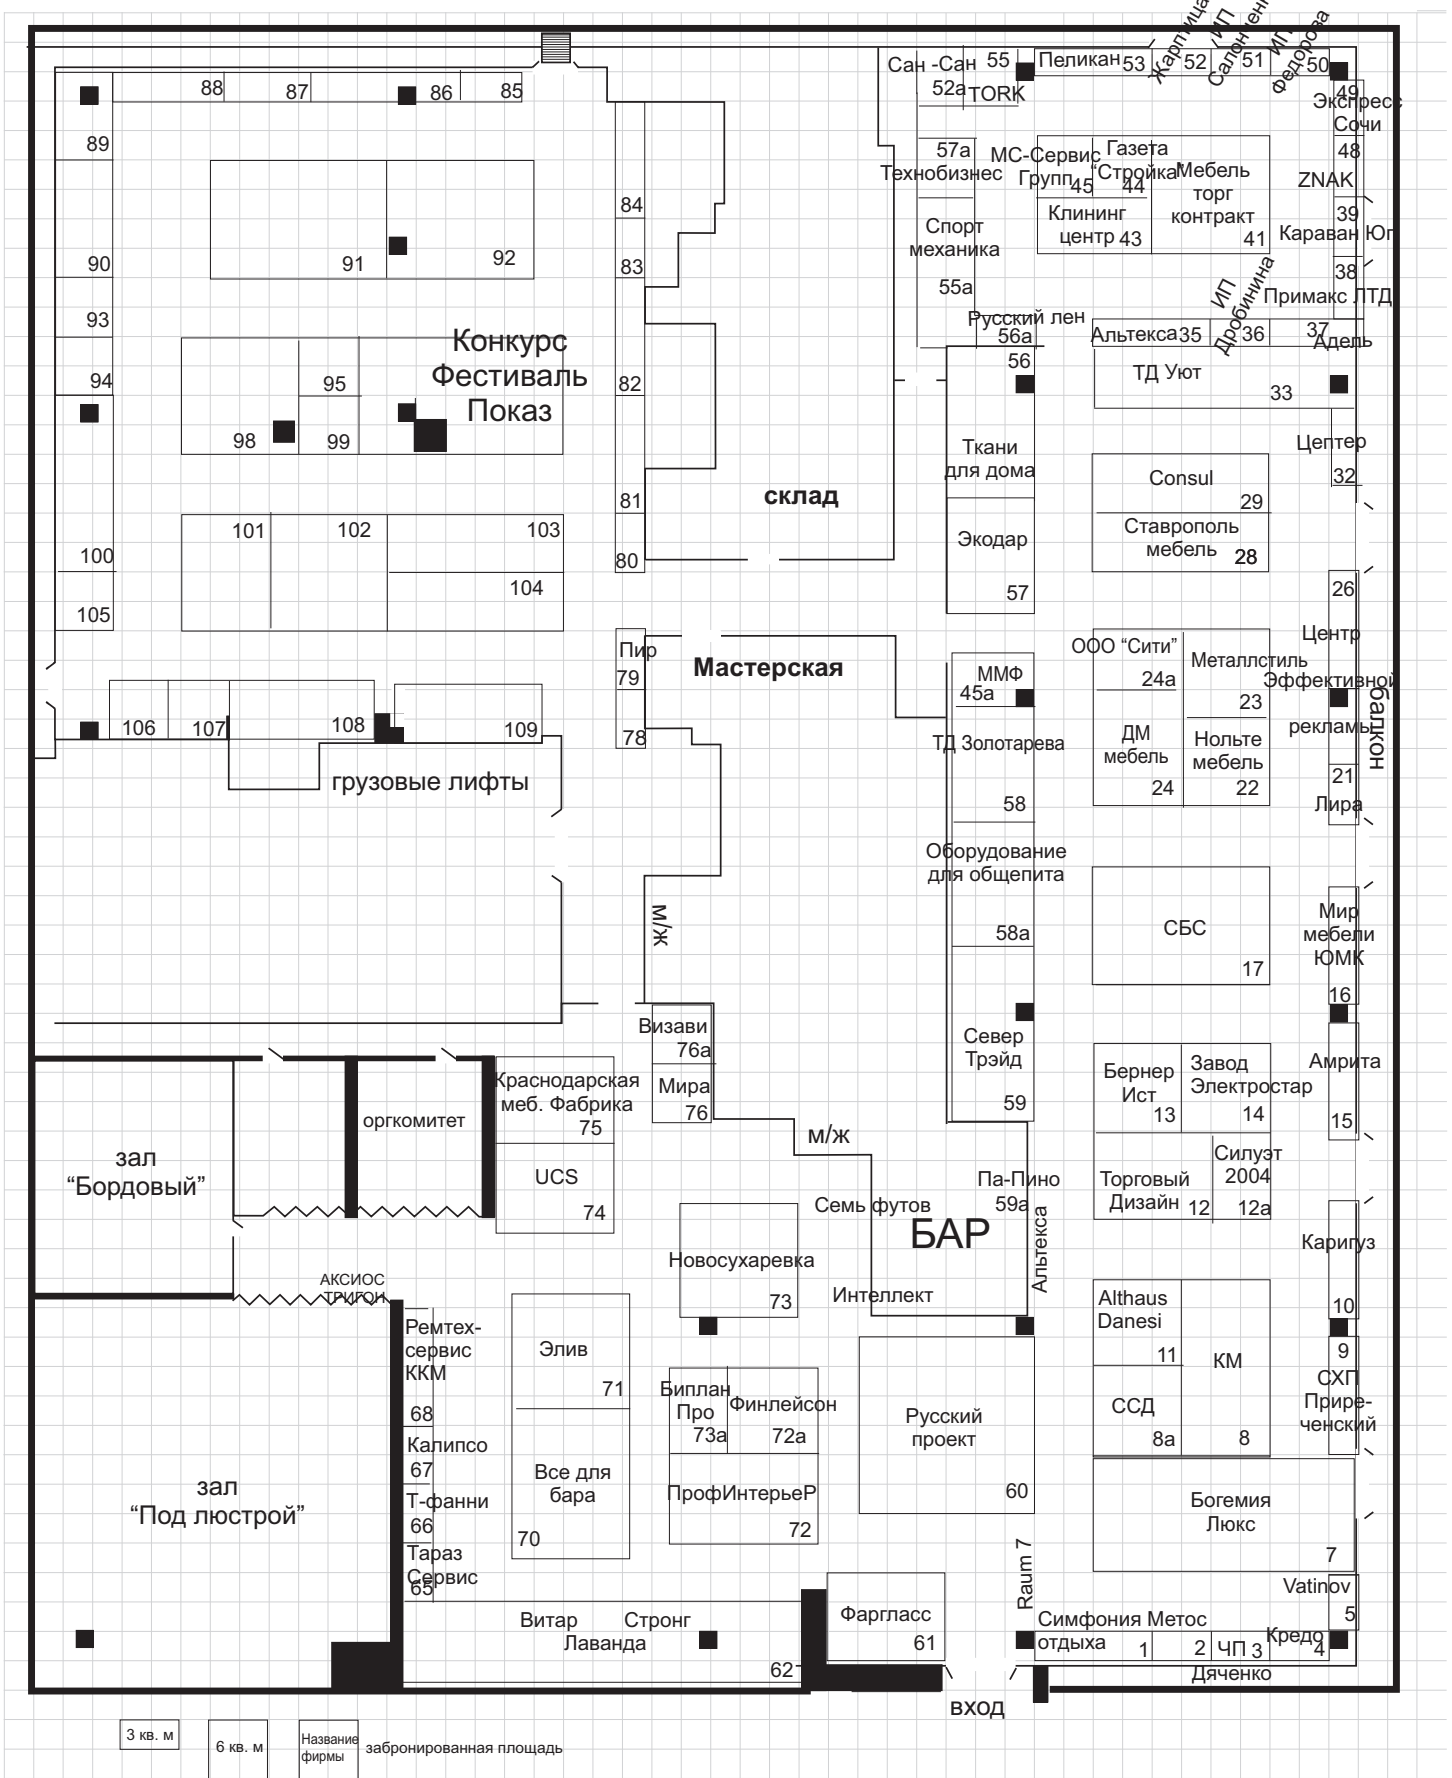 Жарптица
ИП
Салонченко
ИП
Федорова
Сан -Сан
52а
55
TORK
Пеликан
53
52
51
50
49
Экспресс
Сочи
48
ZNAK
39
Караван Юг
38
Примакс ЛТД
37
Адель
88
87
86
85
89
90
91
92
93
94
84
83
82
81
80
57а
Технобизнес
МС-Сервис
Групп
45
Газета
“Стройка”
44
Мебель
торг
контракт
41
Клининг
центр 43
Спорт
механика
55а
Русский лен
56а
56
ИП
Дробинина
Альтекса
35
36
ТД Уют
33
Конкурс
Фестиваль
Показ
95
98
99
склад
Ткани
для дома
Цептер
32
Consul
29
Ставрополь
мебель
28
Экодар
57
101
102
103
104
100
105
26
Центр
Эффективной
рекламы
балкон
21
Лира
Пир
79
78
Мастерская
ММФ
45а
ТД Золотарева
58
ООО “Сити”
24а
Металлстиль
23
ДМ
мебель
24
Нольте
мебель
22
106
107
108
109
грузовые лифты
Оборудование
для общепита
58а
м/ж
СБС
17
Мир
мебели
ЮМК
16
Север
Трэйд
59
Визави
76а
Мира
76
Бернер
Ист
13
Завод
Электростар
14
Амрита
15
Краснодарская
меб. Фабрика
75
UCS
74
оргкомитет
зал
“Бордовый”
м/ж
Семь футов
БАР
Па-Пино
59а
Альтекса
Интеллект
Торговый
Дизайн
12
Силуэт
2004
12а
Каригуз
10
Новосухаревка
73
АКСИОС
ТРИГОН
Ремтех-
сервис
ККМ
68
Калипсо
67
Т-фанни
66
Тараз
Сервис
65
Элив
71
Все для
бара
70
Биплан
Про
73а
Финлейсон
72а
ПрофИнтерьеР
72
Русский
проект
60
Althaus
Danesi
11
КМ
8
ССД
8а
9
СХП
Прире-
ченский
Богемия
Люкс
7
зал
“Под люстрой”
Витар
Стронг
Лаванда
62
Фаргласс
61
Raum 7
Vatinov
5
Симфония
отдыха
1
Метос
2
ЧП
3
Дяченко
Кредо
4
вход
3 кв. м
6 кв. м
Название
фирмы
забронированная площадь